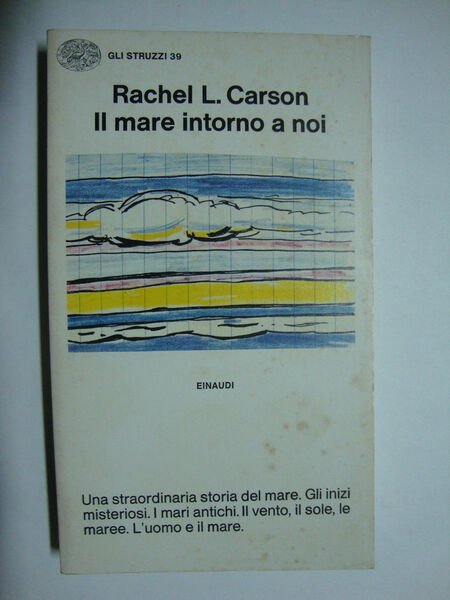 GLI STRUZZI 39
Rachel L. Carson
Il mare intorno a noi
EINAUDI
Una straordinaria storia del mare. Gli inizi
misteriosi. I mari antichi. Il vento, il sole, le
maree. L'uomo e il mare.